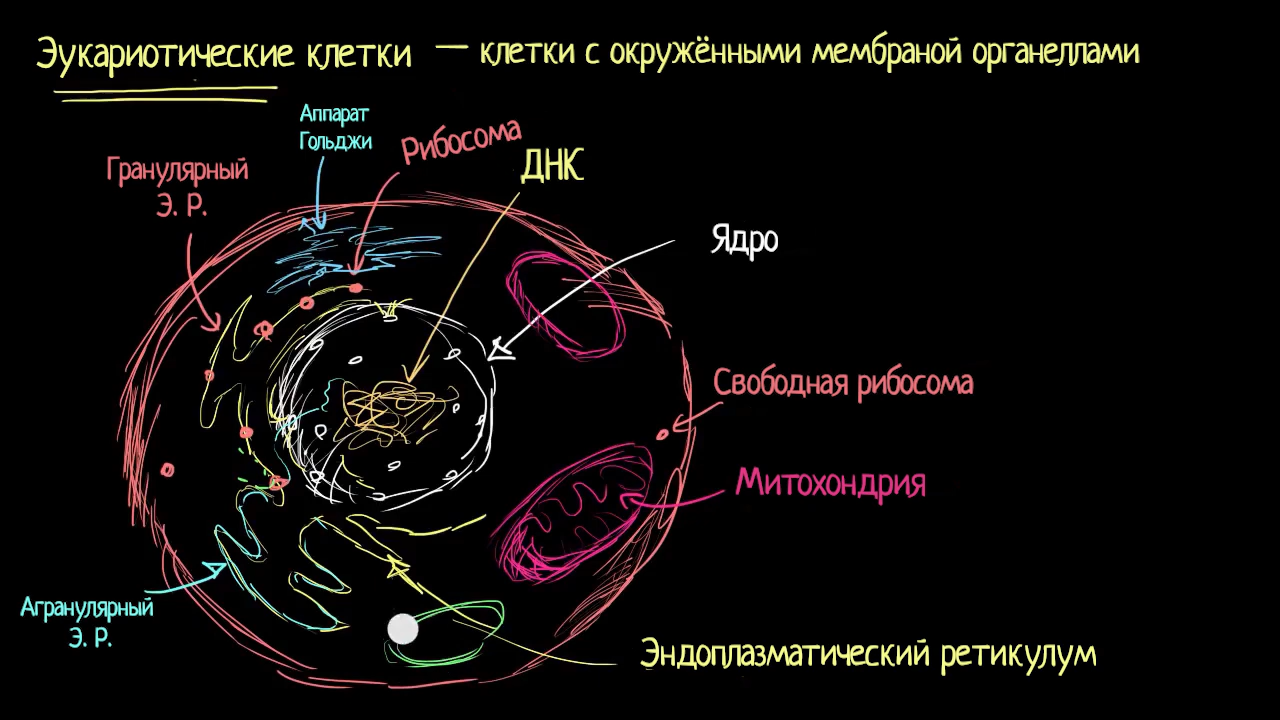 Эукариотические клетки — клетки с окружёнными мембраной органеллами
Аппарат
Гольджи
Рибосома
ДНК
Гранулярный
Э. Р.
Ядро
Свободная рибосома
Митохондрия
Агранулярный
Э. Р.
Эндоплазматический ретикулум